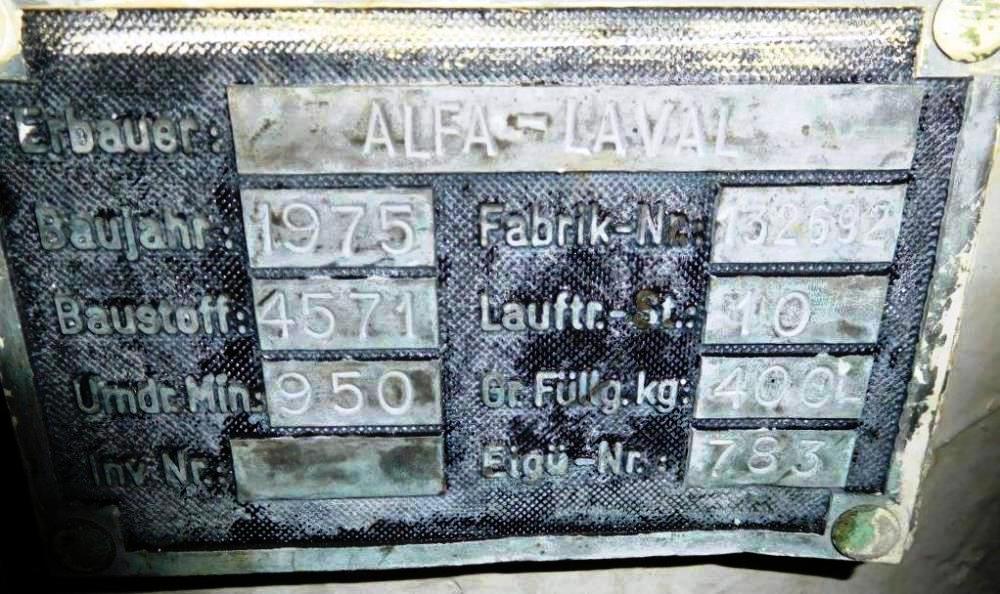 Erbauer: ALFA-LAVAL
Baujahr: 1975 Fabrik-Nr.: 132692
Baustoff: 4571 Lauftr.-St.: 10
Umdr. Min.: 950 Gr. Füllg. kg: 400L
Inv. Nr.: Eigü-Nr.: 783